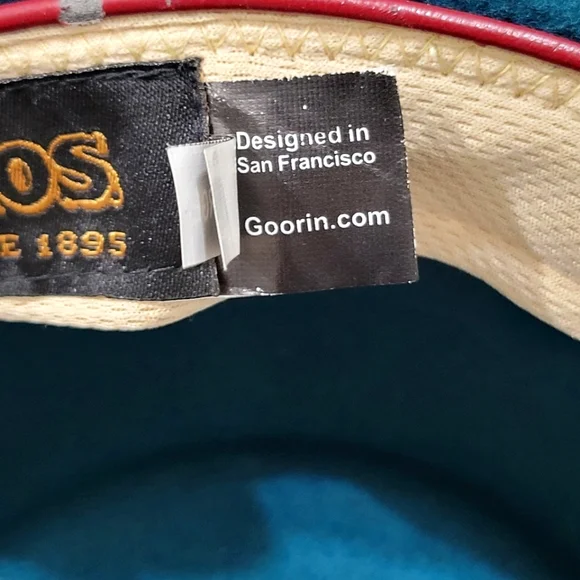 OS.
E 1895
Designed in
San Francisco
Goorin.com